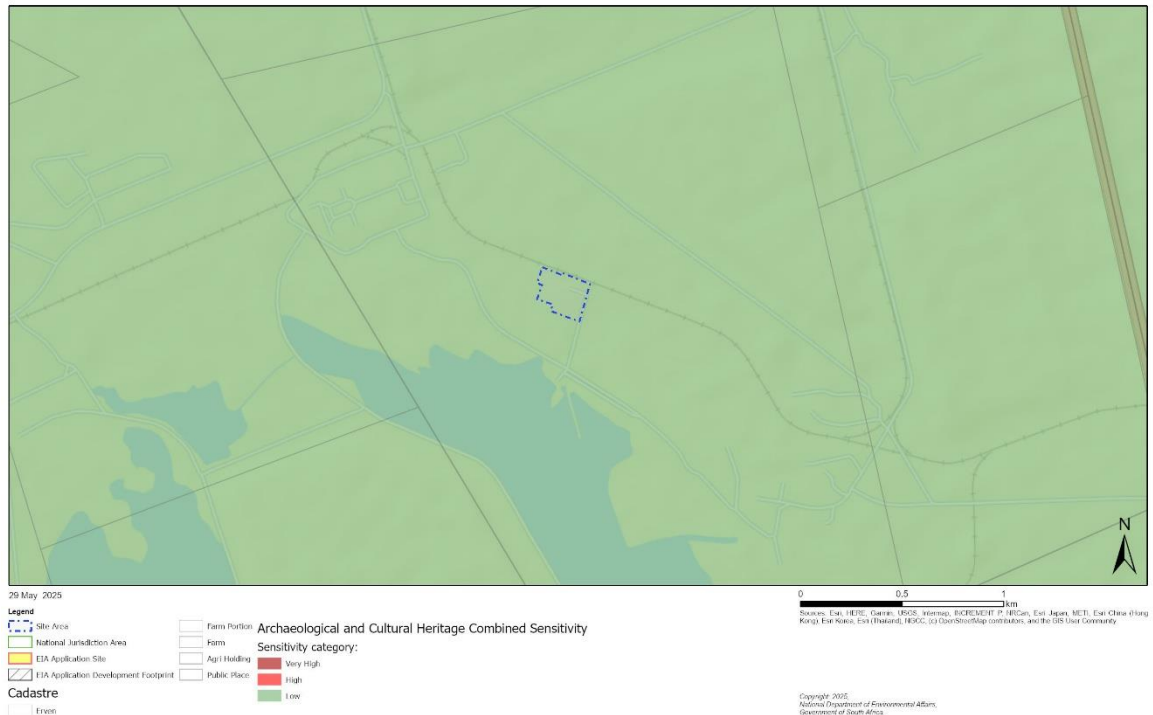 N
29 May 2025
0 0.5 1
km
Sources: Esri, HERE, Garmin, USGS, Intermap, INCREMENT P, NRCan, Esri Japan, METI, Esri China (Hong
Kong), Esri Korea, Esri (Thailand), NGCC, (c) OpenStreetMap contributors, and the GIS User Community
Legend
Site Area
National Jurisdiction Area
EIA Application Site
EIA Application Development Footprint
Cadastre
Erven
Farm Portion
Farm
Agri Holding
Public Place
Archaeological and Cultural Heritage Combined Sensitivity
Sensitivity category:
Very High
High
Low
Copyright 2025,
National Department of Environmental Affairs,
Government of South Africa.